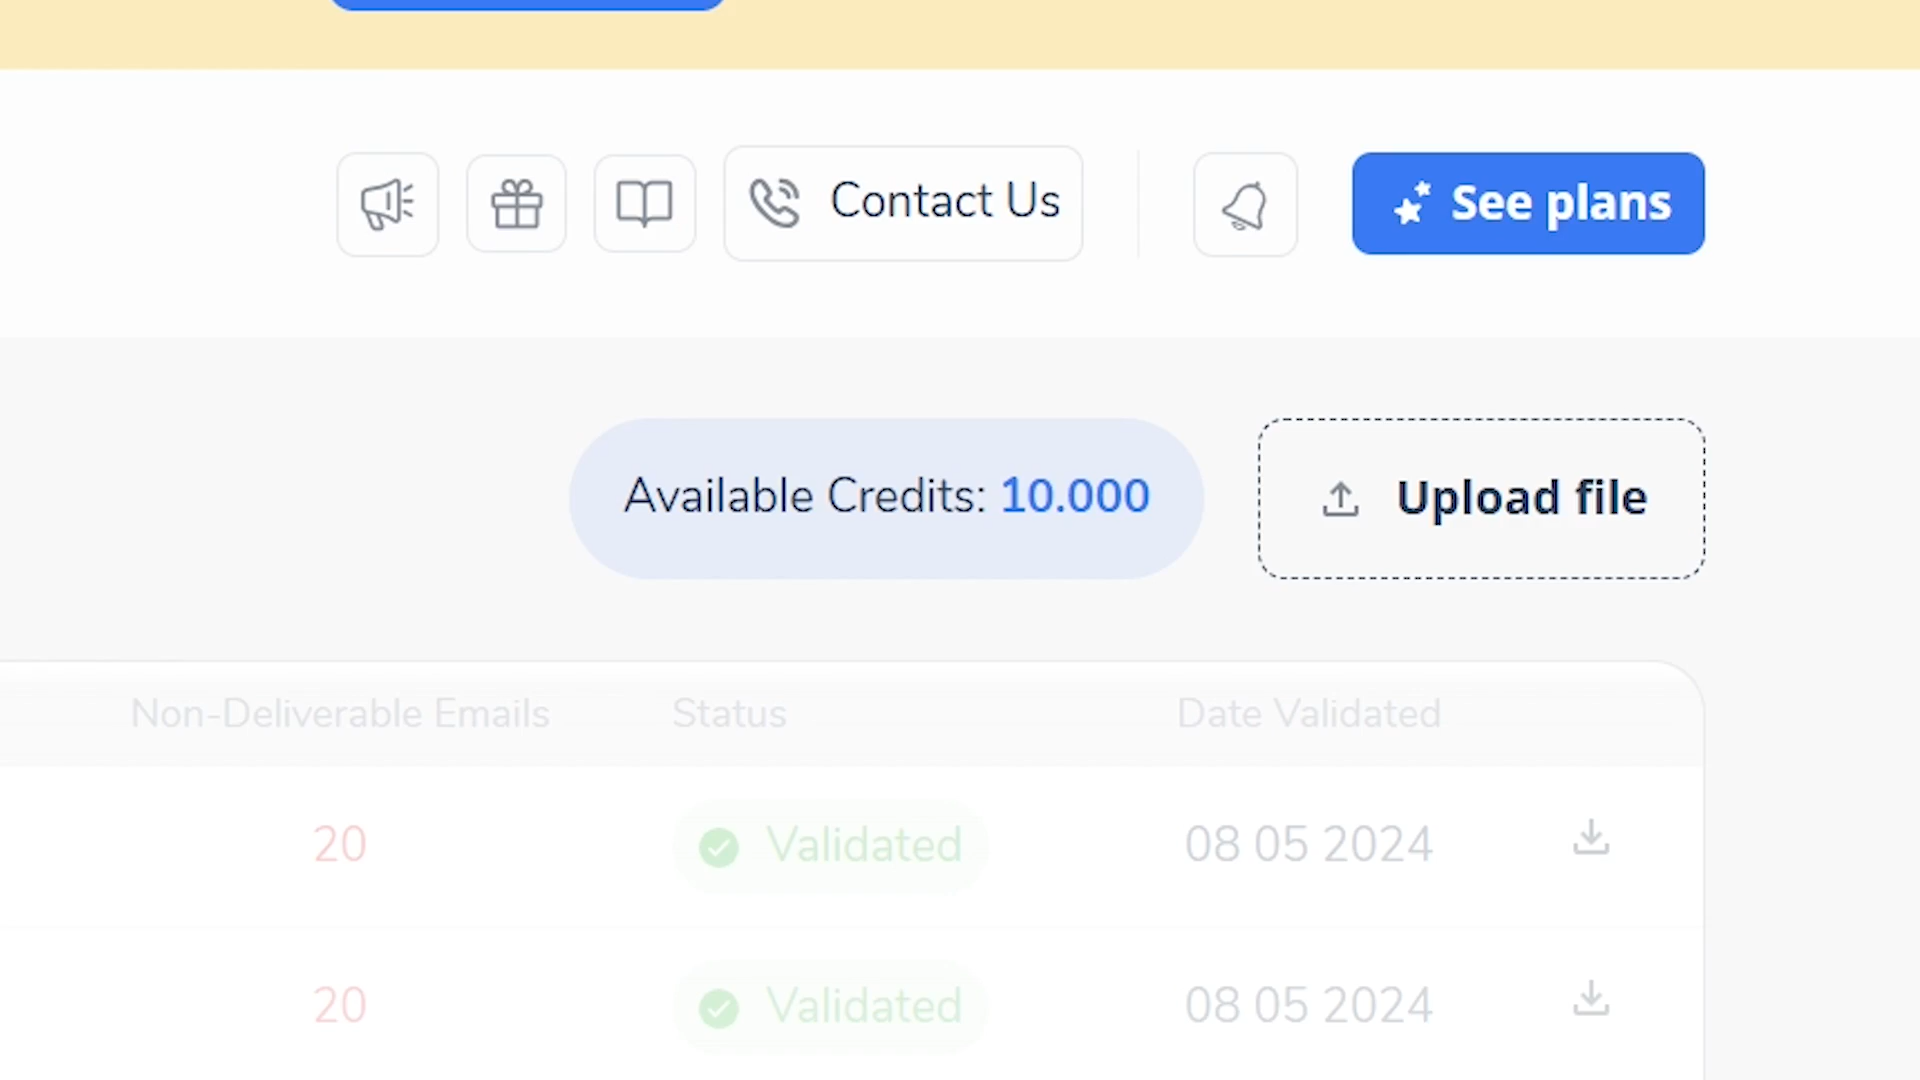 Contact Us
See plans
Available Credits: 10.000
Upload file
Non-Deliverable Emails Status Date Validated
20 Validated 08 05 2024
20 Validated 08 05 2024